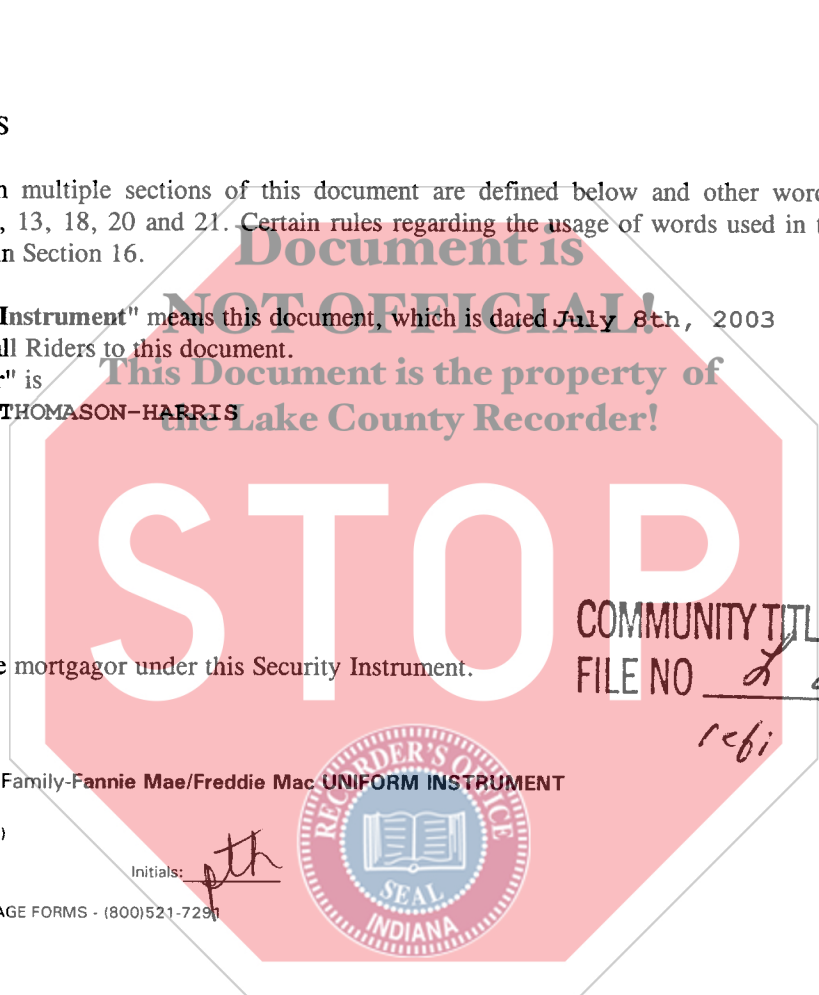 S
n multiple sections of this document are defined below and other word
, 13, 18, 20 and 21. Certain rules regarding the usage of words used in t
n Section 16.
Document is
NOT OFFICIAL!
This Document is the property of
the Lake County Recorder!
Instrument" means this document, which is dated July 8th, 2003
ll Riders to this document.
r" is
THOMASON-HARRIS
STOP
COMMUNITY TITL
FILE NO
e mortgagor under this Security Instrument.
refi
RECORDER'S OFFICE
SEAL
INDIANA
Family-Fannie Mae/Freddie Mac UNIFORM INSTRUMENT
)
Initials: pth
AGE FORMS - (800)521-7291